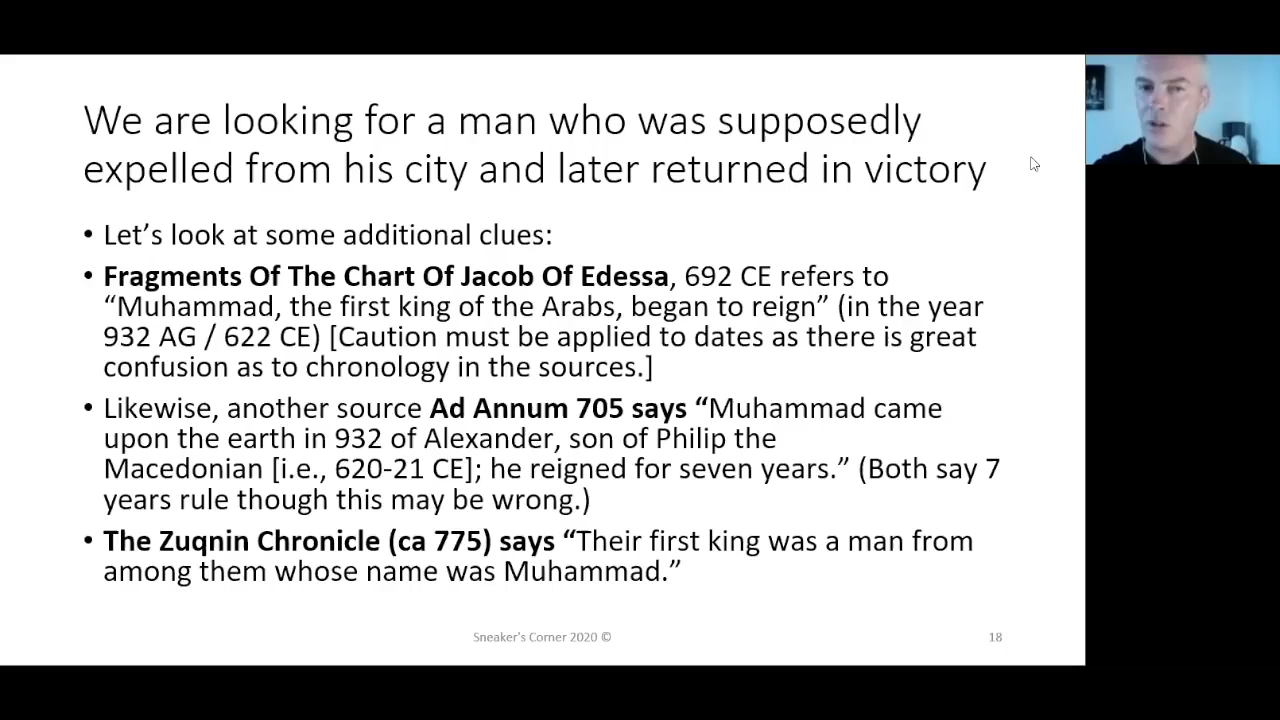 We are looking for a man who was supposedly
expelled from his city and later returned in victory
• Let’s look at some additional clues:
• Fragments Of The Chart Of Jacob Of Edessa, 692 CE refers to
“Muhammad, the first king of the Arabs, began to reign” (in the year
932 AG / 622 CE) [Caution must be applied to dates as there is great
confusion as to chronology in the sources.]
• Likewise, another source Ad Annum 705 says “Muhammad came
upon the earth in 932 of Alexander, son of Philip the
Macedonian [i.e., 620-21 CE]; he reigned for seven years.” (Both say 7
years rule though this may be wrong.)
• The Zuqnin Chronicle (ca 775) says “Their first king was a man from
among them whose name was Muhammad.”
Sneaker’s Corner 2020 ©
18